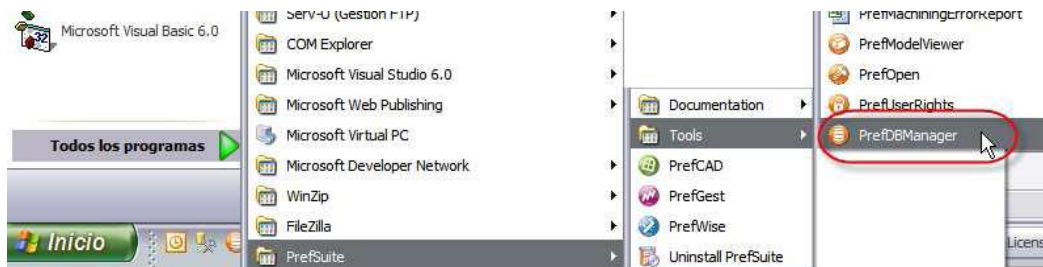 Microsoft Visual Basic 6.0
Todos los programas
Inicio
Serv-U (Gestion FTP)
COM Explorer
Microsoft Visual Studio 6.0
Microsoft Web Publishing
Microsoft Virtual PC
Microsoft Developer Network
WinZip
FileZilla
PrefSuite
Documentation
Tools
PrefCAD
PrefGest
PrefWise
Uninstall PrefSuite
PrefMachiningErrorReport
PrefModelViewer
PrefOpen
PrefUserRights
PrefDBManager
Licens